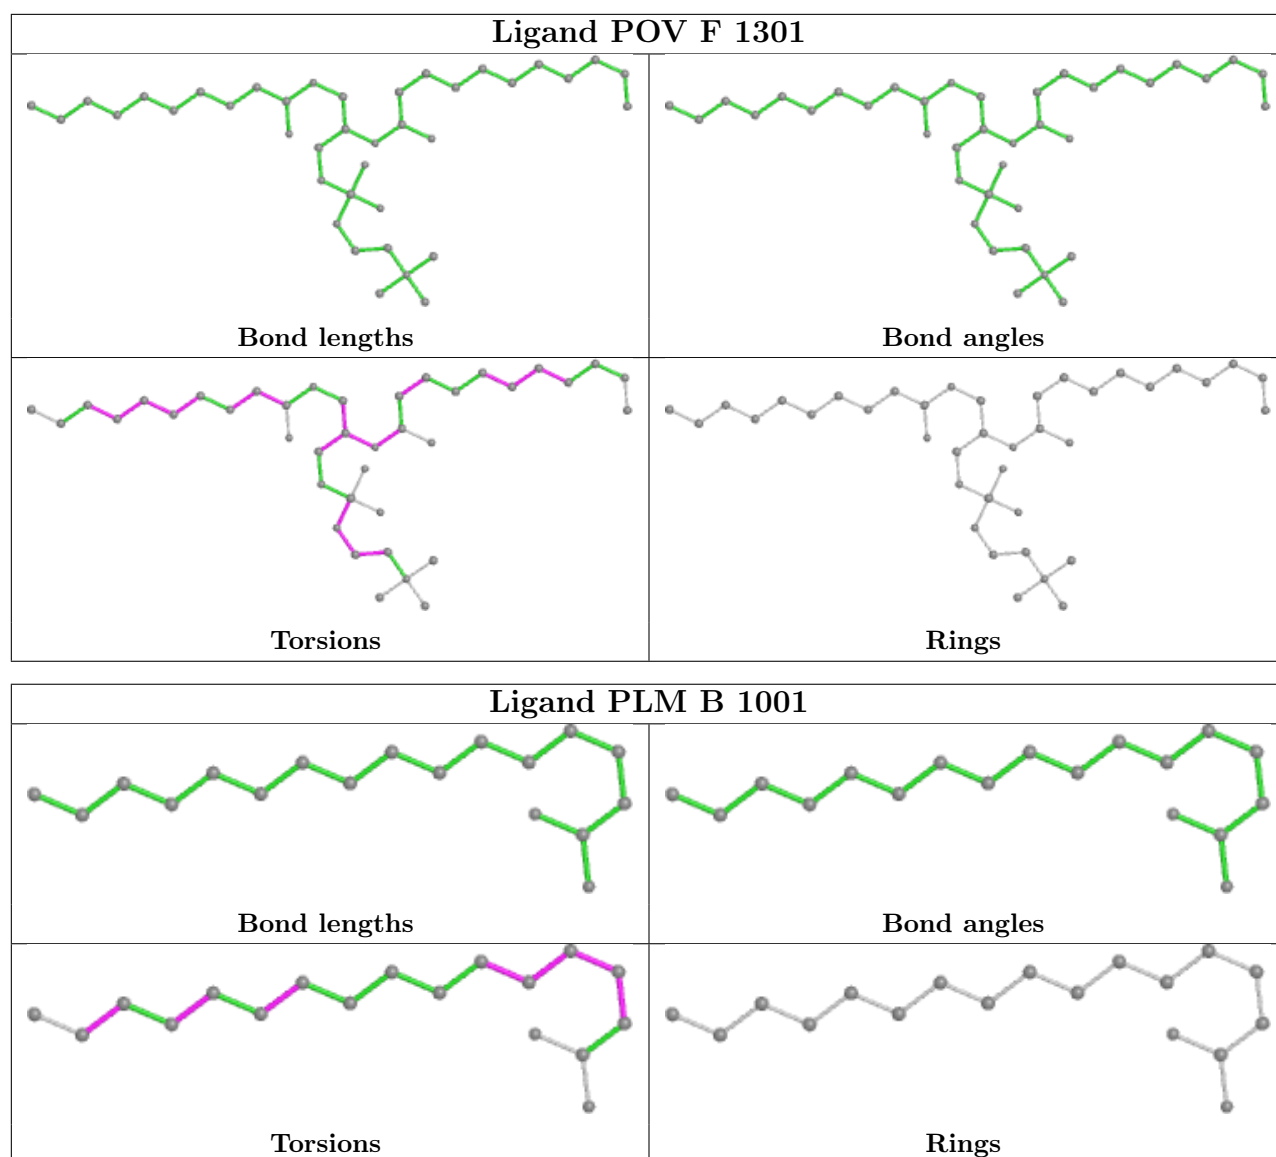 Ligand POV F 1301
Bond lengths
Bond angles
Torsions
Rings
Ligand PLM B 1001
Bond lengths
Bond angles
Torsions
Rings